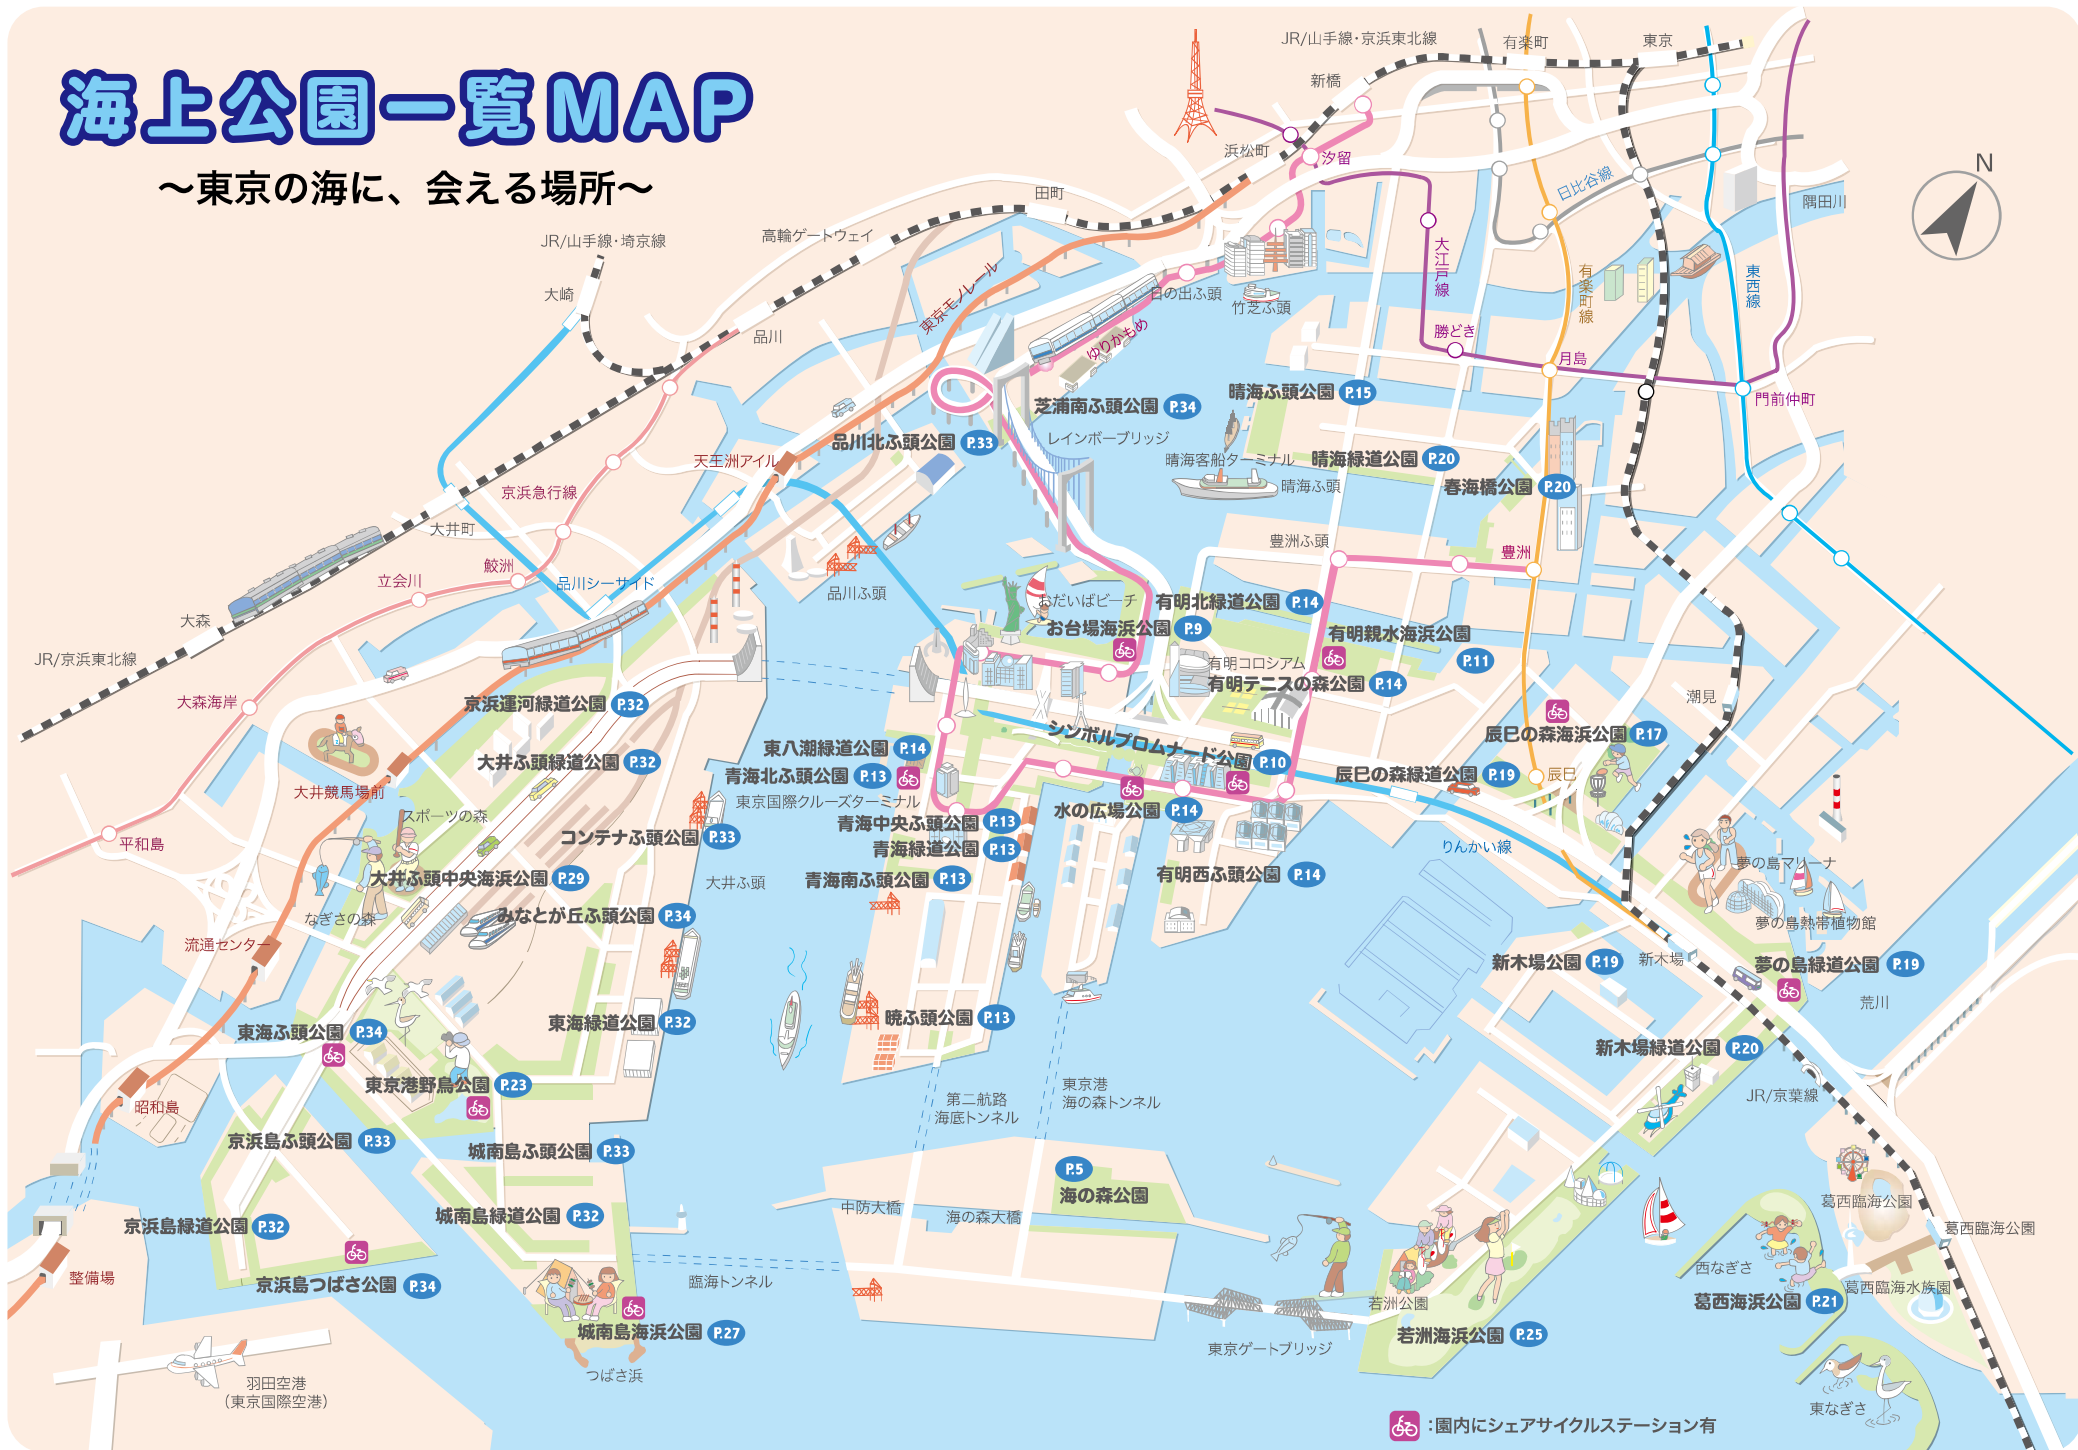 海上公園一覧MAP
～東京の海に、会える場所～
JR/山手線・京浜東北線
有楽町
東京
新橋
浜松町
汐留
N
隅田川
日比谷線
田町
高輪ゲートウェイ
JR/山手線・埼京線
大崎
品川
東京モノレール
ゆりかもめ
日の出ふ頭
竹芝ふ頭
大江戸線
有楽町線
東西線
勝どき
月島
門前仲町
芝浦南ふ頭公園 P.34
晴海ふ頭公園 P.15
品川北ふ頭公園 P.33
レインボーブリッジ
天王洲アイル
晴海客船ターミナル
晴海緑道公園 P.20
晴海ふ頭
春海橋公園 P.20
京浜急行線
大井町
鮫洲
立会川
品川シーサイド
品川ふ頭
大森
JR/京浜東北線
大森海岸
豊洲ふ頭
豊洲
おだいばビーチ
有明北緑道公園 P.14
お台場海浜公園 P.9
有明親水海浜公園
P.11
有明コロシアム
有明テニスの森公園 P.14
潮見
京浜運河緑道公園 P.32
大井ふ頭緑道公園 P.32
東八潮緑道公園 P.14
青海北ふ頭公園 P.13
東京国際クルーズターミナル
シンボルプロムナード公園 P.10
辰巳の森海浜公園 P.17
辰巳の森緑道公園 P.19
辰巳
大井競馬場前
スポーツの森
平和島
コンテナふ頭公園 P.33
青海中央ふ頭公園 P.13
水の広場公園 P.14
青海緑道公園 P.13
りんかい線
大井ふ頭中央海浜公園 P.29
大井ふ頭
青海南ふ頭公園 P.13
有明西ふ頭公園 P.14
夢の島マリーナ
なぎさの森
みなとが丘ふ頭公園 P.34
流通センター
夢の島熱帯植物館
新木場公園 P.19
新木場
夢の島緑道公園 P.19
荒川
東海ふ頭公園 P.34
東海緑道公園 P.32
暁ふ頭公園 P.13
新木場緑道公園 P.20
東京港野鳥公園 P.23
昭和島
第二航路
海底トンネル
東京港
海の森トンネル
JR/京葉線
京浜島ふ頭公園 P.33
城南島ふ頭公園 P.33
P.5
海の森公園
中防大橋
海の森大橋
京浜島緑道公園 P.32
城南島緑道公園 P.32
葛西臨海公園
葛西臨海公園
整備場
京浜島つばさ公園 P.34
臨海トンネル
西なぎさ
葛西臨海水族園
葛西海浜公園 P.21
若洲公園
城南島海浜公園 P.27
若洲海浜公園 P.25
東京ゲートブリッジ
つばさ浜
羽田空港
（東京国際空港）
東なぎさ
：園内にシェアサイクルステーション有